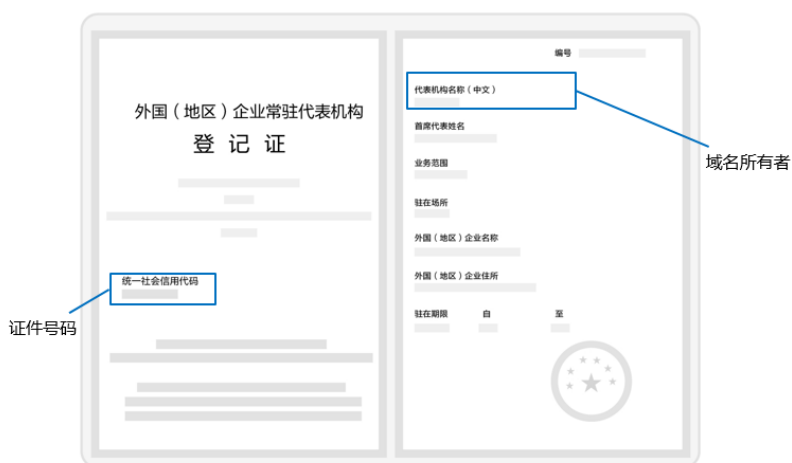 外国（地区）企业常驻代表机构
登 记 证
统一社会信用代码
证件号码
编号
代表机构名称（中文）
首席代表姓名
业务范围
驻在场所
外国（地区）企业名称
外国（地区）企业住所
驻在期限 自 至
域名所有者